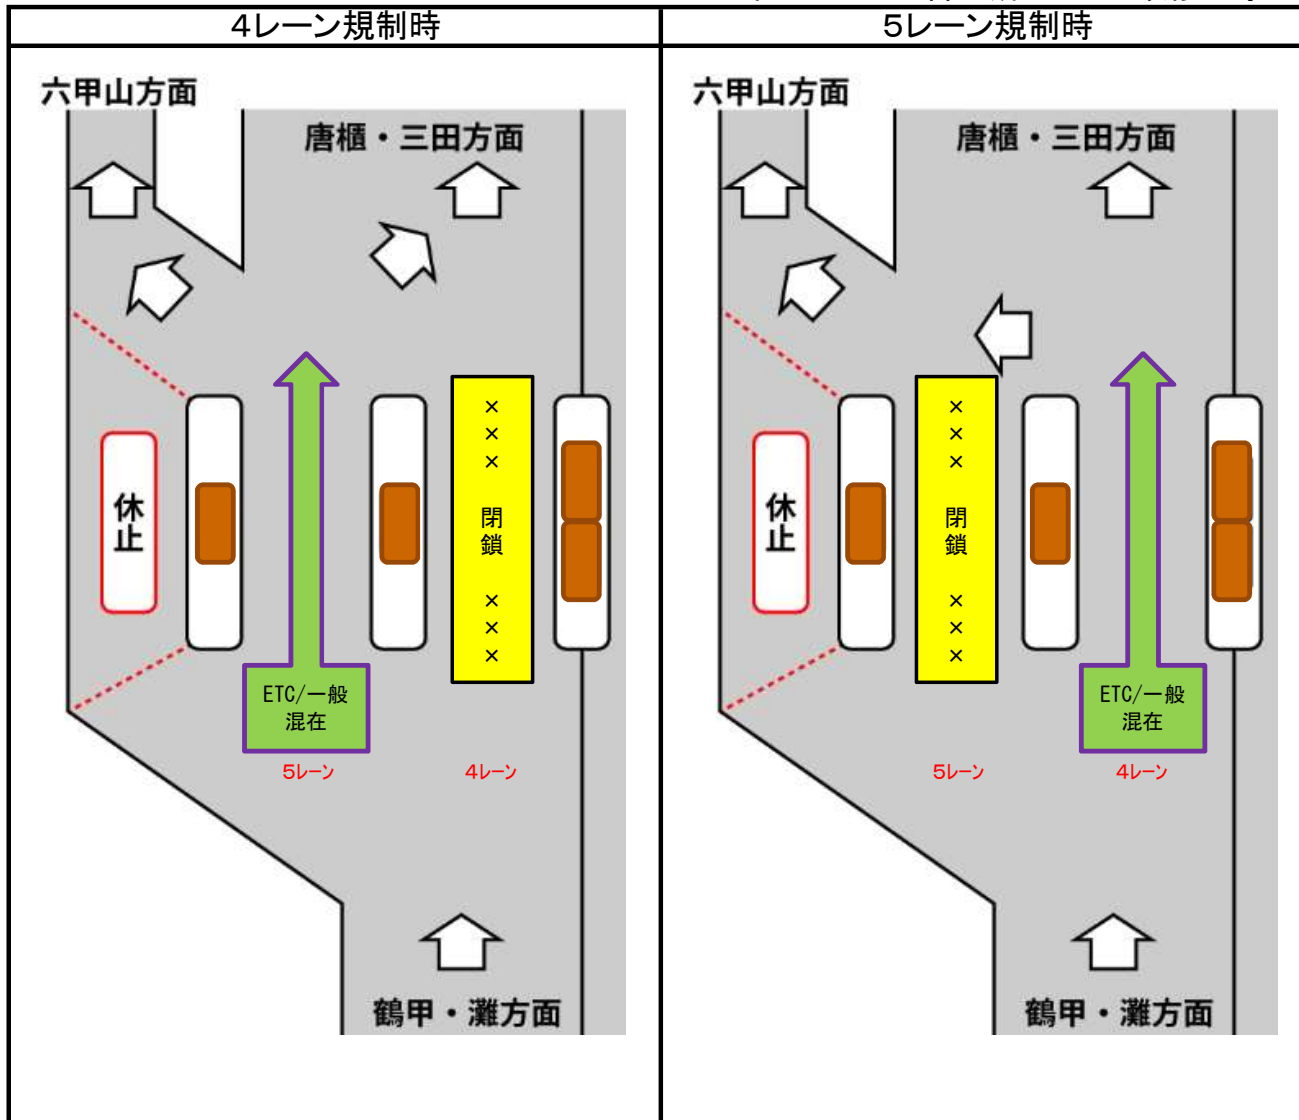 4レーン規制時
六甲山方面
唐櫃・三田方面
×
×
×
閉
鎖
×
×
×
休
止
ETC/一般
混在
5レーン
4レーン
鶴甲・灘方面
5レーン規制時
六甲山方面
唐櫃・三田方面
×
×
×
閉
鎖
×
×
×
休
止
ETC/一般
混在
5レーン
4レーン
鶴甲・灘方面